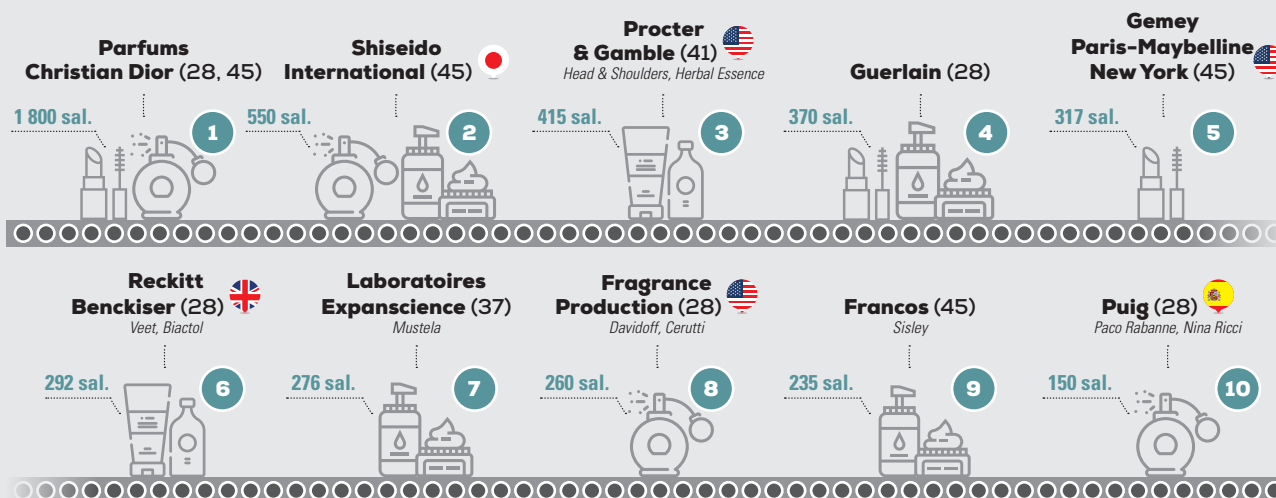 Parfums
Christian Dior (28, 45)
1 800 sal.
1
Shiseido
International (45)
550 sal.
2
Procter
& Gamble (41)
Head & Shoulders, Herbal Essence
415 sal.
3
Guerlain (28)
370 sal.
4
Gemey
Paris-Maybelline
New York (45)
317 sal.
5
Reckitt
Benckiser (28)
Veet, Biactol
292 sal.
6
Laboratoires
Expanscience (37)
Mustela
276 sal.
7
Fragrance
Production (28)
Davidoff, Cerutti
260 sal.
8
Francos (45)
Sisley
235 sal.
9
Puig (28)
Paco Rabanne, Nina Ricci
150 sal.
10